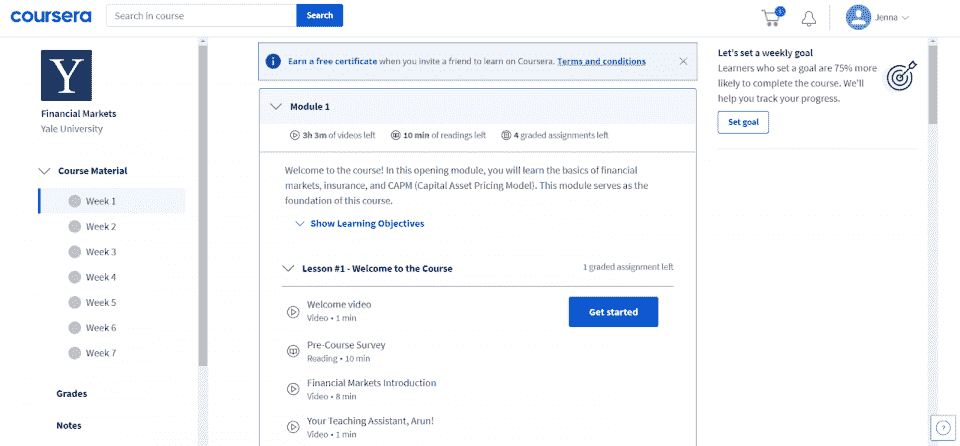 coursera
Search in course
Search
Jenna
Y
Financial Markets
Yale University
Course Material
Week 1
Week 2
Week 3
Week 4
Week 5
Week 6
Week 7
Grades
Notes
Earn a free certificate when you invite a friend to learn on Coursera. Terms and conditions
Module 1
3h 3m of videos left
10 min of readings left
4 graded assignments left
Welcome to the course! In this opening module, you will learn the basics of financial
markets, insurance, and CAPM (Capital Asset Pricing Model). This module serves as the
foundation of this course.
Show Learning Objectives
Lesson #1 - Welcome to the Course
1 graded assignment left
Welcome video
Video • 1 min
Get started
Pre-Course Survey
Reading • 10 min
Financial Markets Introduction
Video • 8 min
Your Teaching Assistant, Arun!
Video • 1 min
Let's set a weekly goal
Learners who set a goal are 75% more
likely to complete the course. We'll
help you track your progress.
Set goal
?